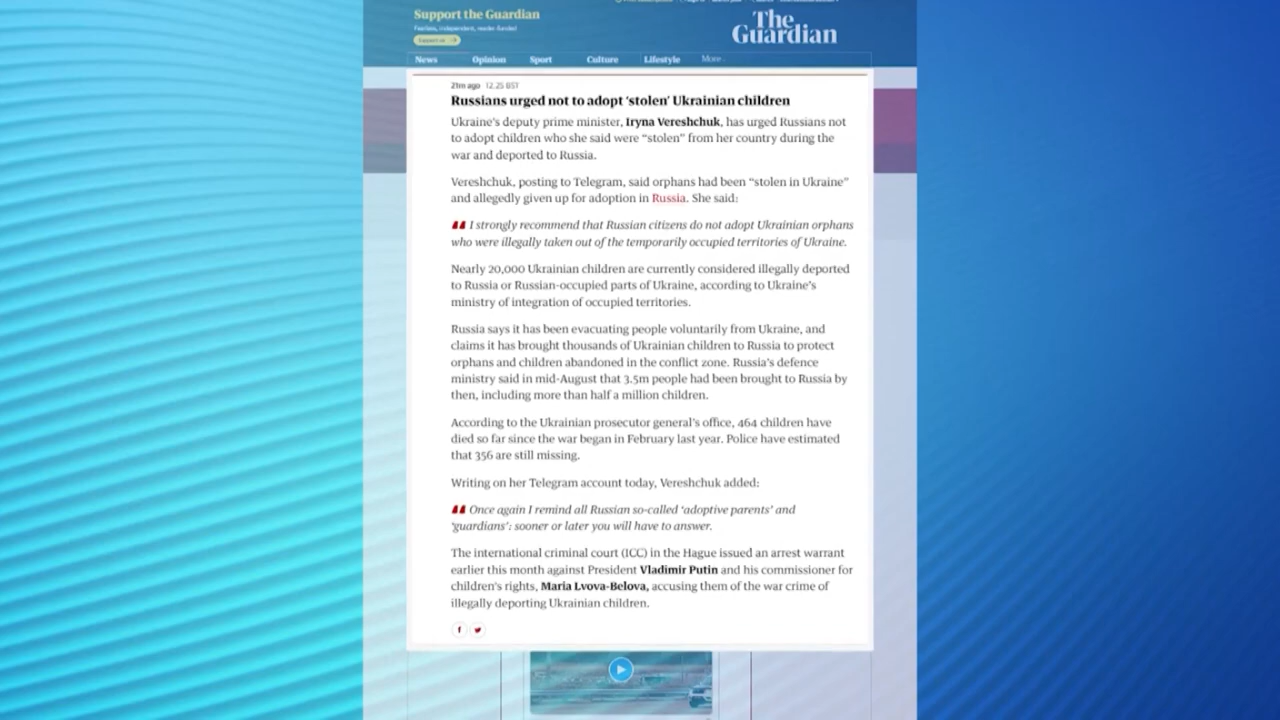 Support the Guardian
Fearless, independent, reader-funded
Support us →
The
Guardian
News Opinion Sport Culture Lifestyle More
21m ago 12.25 BST
Russians urged not to adopt ‘stolen’ Ukrainian children
Ukraine’s deputy prime minister, Iryna Vereshchuk, has urged Russians not
to adopt children who she said were “stolen” from her country during the
war and deported to Russia.
Vereshchuk, posting to Telegram, said orphans had been “stolen in Ukraine”
and allegedly given up for adoption in Russia. She said:
I strongly recommend that Russian citizens do not adopt Ukrainian orphans
who were illegally taken out of the temporarily occupied territories of Ukraine.
Nearly 20,000 Ukrainian children are currently considered illegally deported
to Russia or Russian-occupied parts of Ukraine, according to Ukraine’s
ministry of integration of occupied territories.
Russia says it has been evacuating people voluntarily from Ukraine, and
claims it has brought thousands of Ukrainian children to Russia to protect
orphans and children abandoned in the conflict zone. Russia’s defence
ministry said in mid-August that 3.5m people had been brought to Russia by
then, including more than half a million children.
According to the Ukrainian prosecutor general’s office, 464 children have
died so far since the war began in February last year. Police have estimated
that 356 are still missing.
Writing on her Telegram account today, Vereshchuk added:
Once again I remind all Russian so-called ‘adoptive parents’ and
‘guardians’: sooner or later you will have to answer.
The international criminal court (ICC) in the Hague issued an arrest warrant
earlier this month against President Vladimir Putin and his commissioner for
children’s rights, Maria Lvova-Belova, accusing them of the war crime of
illegally deporting Ukrainian children.